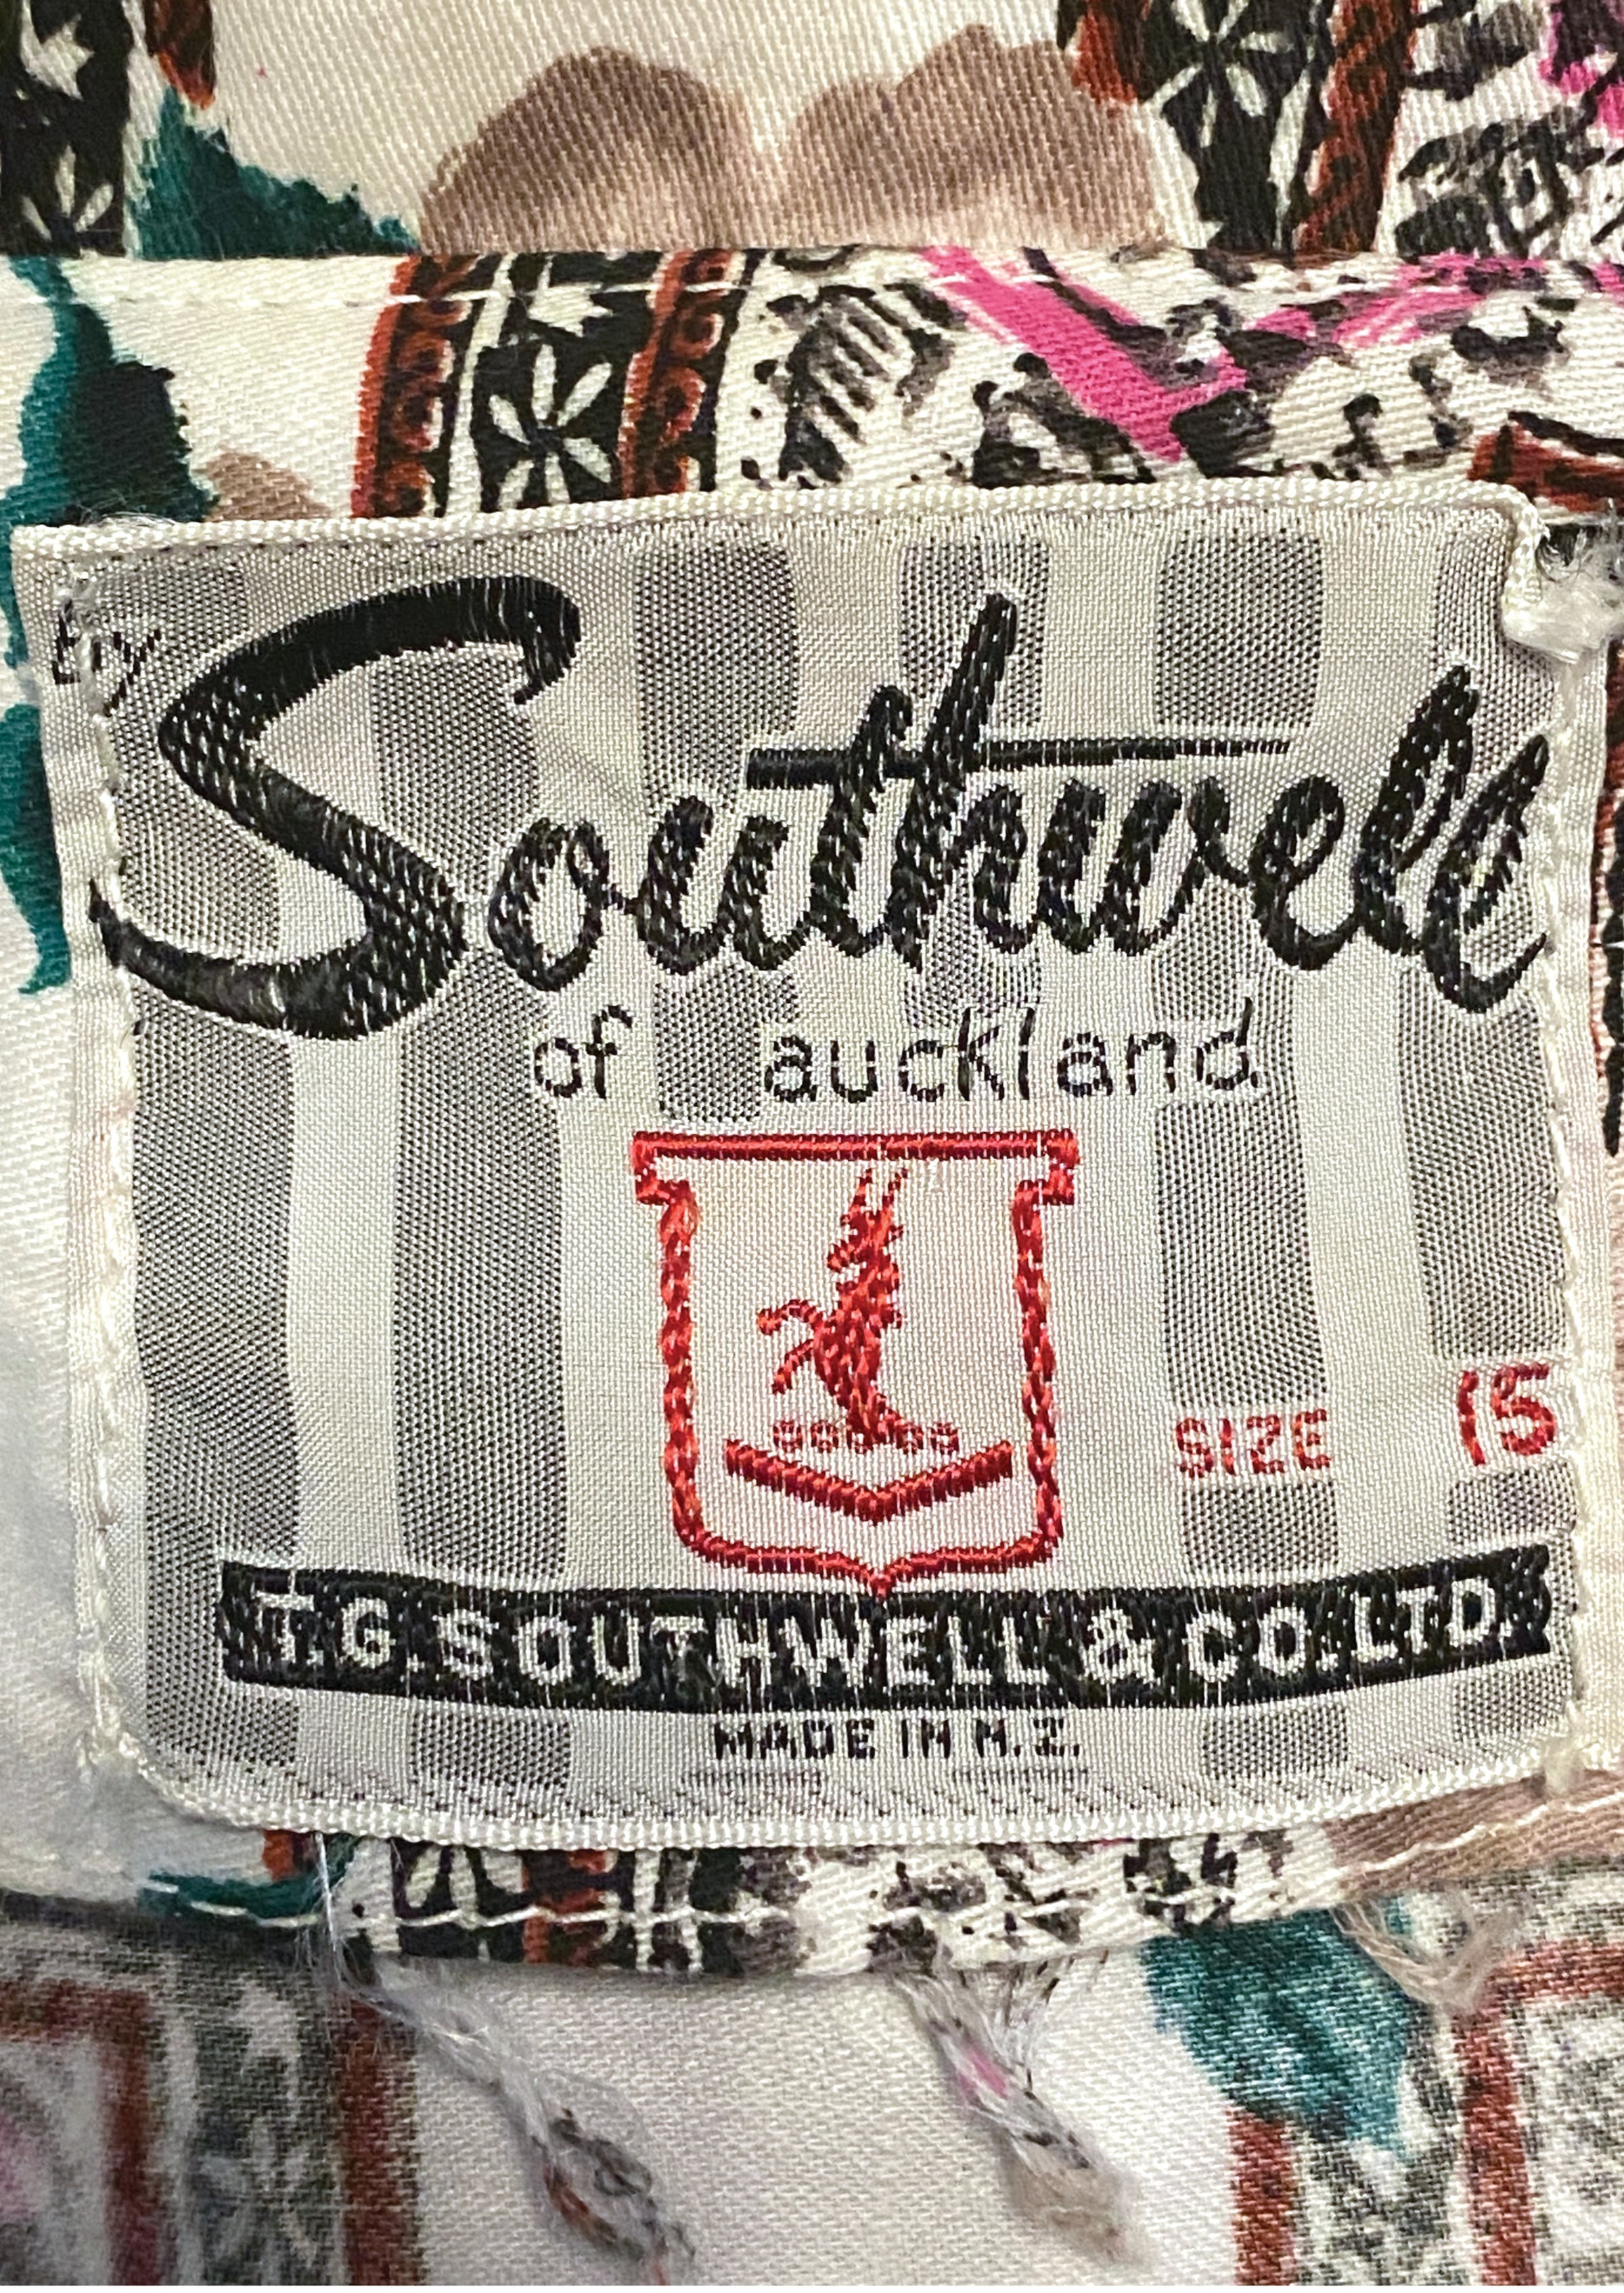 By
Southwell
of auckland
SIZE 15
T.G. SOUTHWELL & CO. LTD.
MADE IN N.Z.